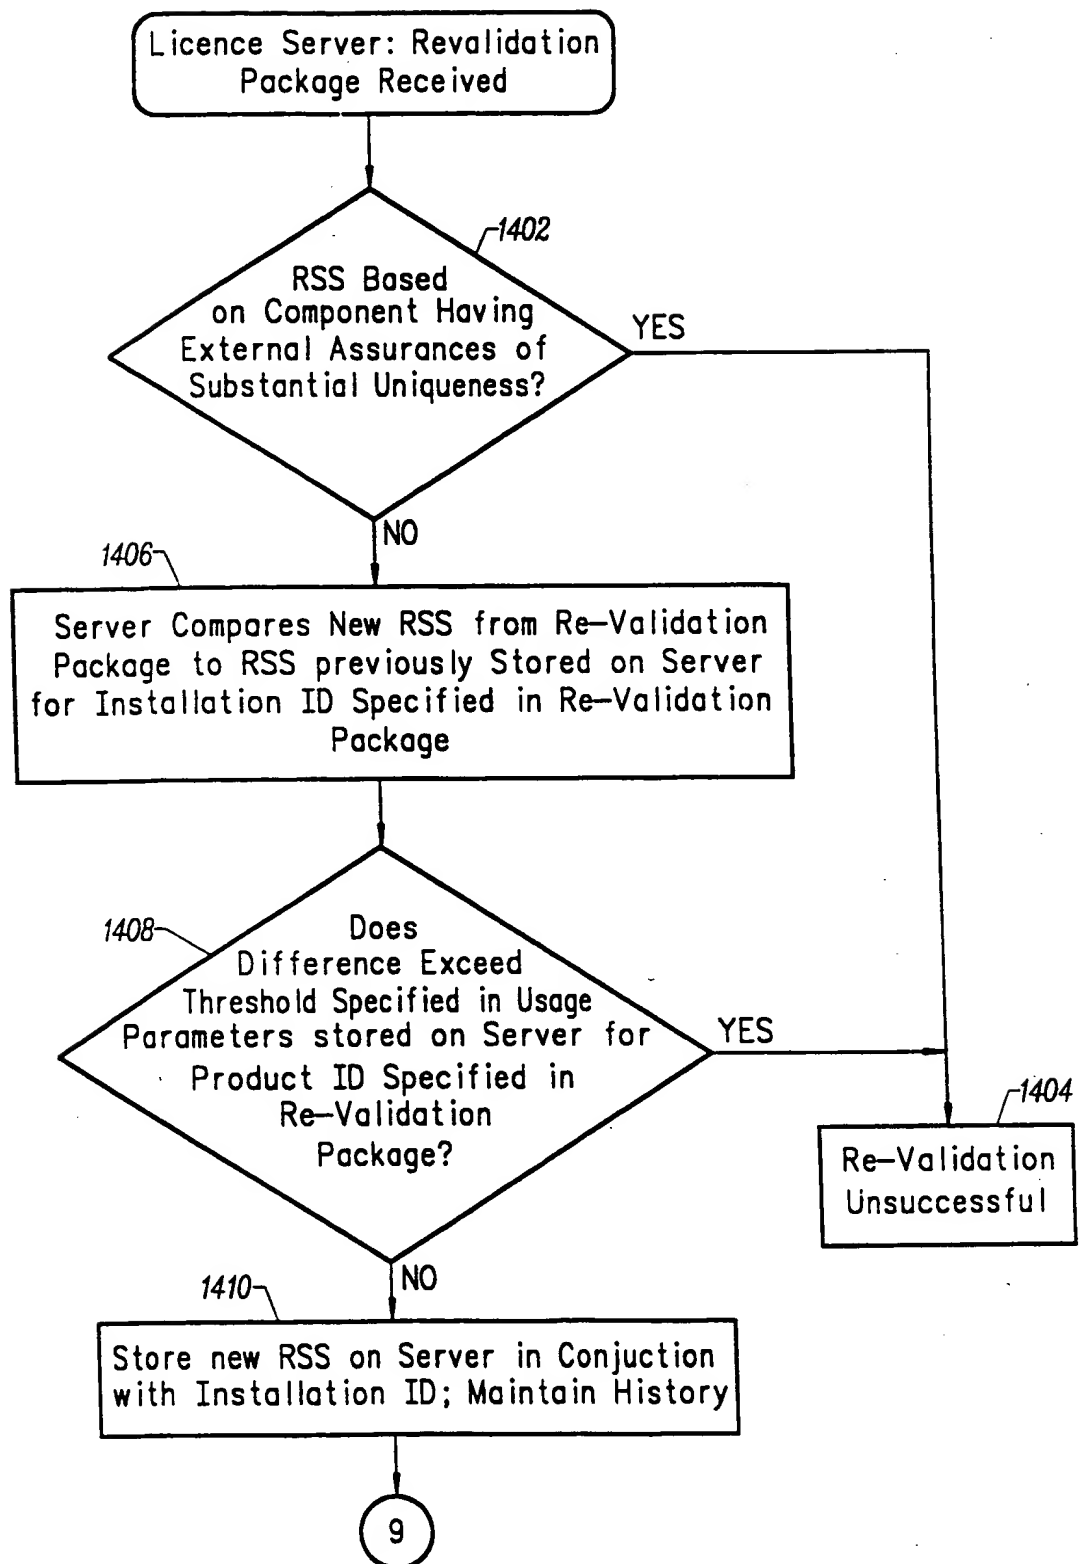 Licence Server: Revalidation
Package Received
1402
RSS Based
on Component Having
External Assurances of
Substantial Uniqueness?
YES
NO
1406
Server Compares New RSS from Re-Validation
Package to RSS previously Stored on Server
for Installation ID Specified in Re-Validation
Package
1408
Does
Difference Exceed
Threshold Specified in Usage
Parameters stored on Server for
Product ID Specified in
Re-Validation
Package?
YES
1404
Re-Validation
Unsuccessful
NO
1410
Store new RSS on Server in Conjuction
with Installation ID; Maintain History
9